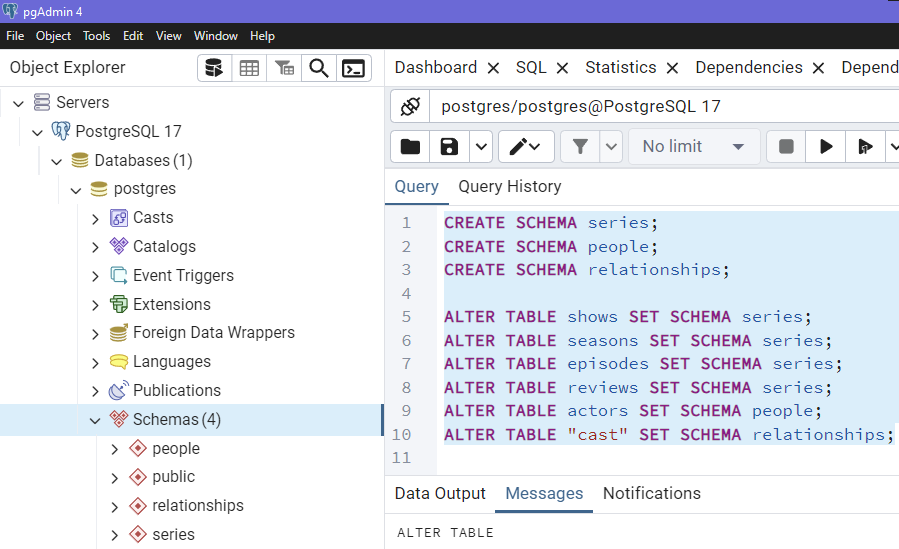 pgAdmin 4
File Object Tools Edit View Window Help
Object Explorer
Servers
PostgreSQL 17
Databases (1)
postgres
Casts
Catalogs
Event Triggers
Extensions
Foreign Data Wrappers
Languages
Publications
Schemas (4)
people
public
relationships
series
Dashboard SQL Statistics Dependencies Depend
postgres/postgres@PostgreSQL 17
No limit
Query Query History
1 CREATE SCHEMA series;
2 CREATE SCHEMA people;
3 CREATE SCHEMA relationships;
4
5 ALTER TABLE shows SET SCHEMA series;
6 ALTER TABLE seasons SET SCHEMA series;
7 ALTER TABLE episodes SET SCHEMA series;
8 ALTER TABLE reviews SET SCHEMA series;
9 ALTER TABLE actors SET SCHEMA people;
10 ALTER TABLE "cast" SET SCHEMA relationships;
11
Data Output Messages Notifications
ALTER TABLE